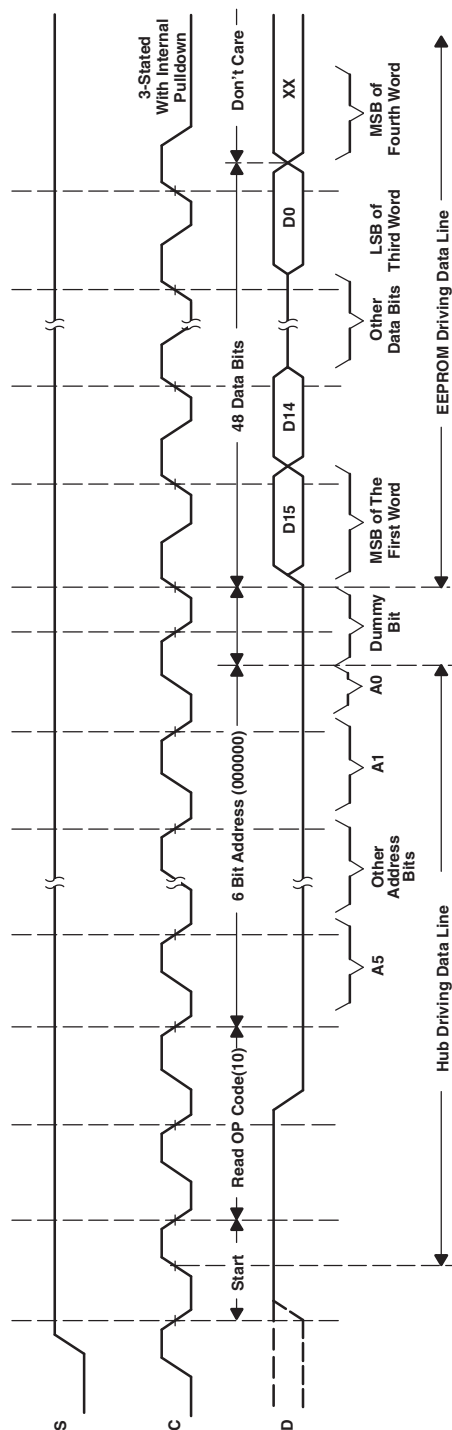 S
C
D
3-Stated
With Internal
Pulldown
Start
Read OP Code(10)
6 Bit Address (000000)
48 Data Bits
Don't Care
D15
D14
D0
XX
A5
Other
Address
Bits
A1
A0
Dummy
Bit
MSB of The
First Word
Other
Data Bits
LSB of
Third Word
MSB of
Fourth Word
Hub Driving Data Line
EEPROM Driving Data Line